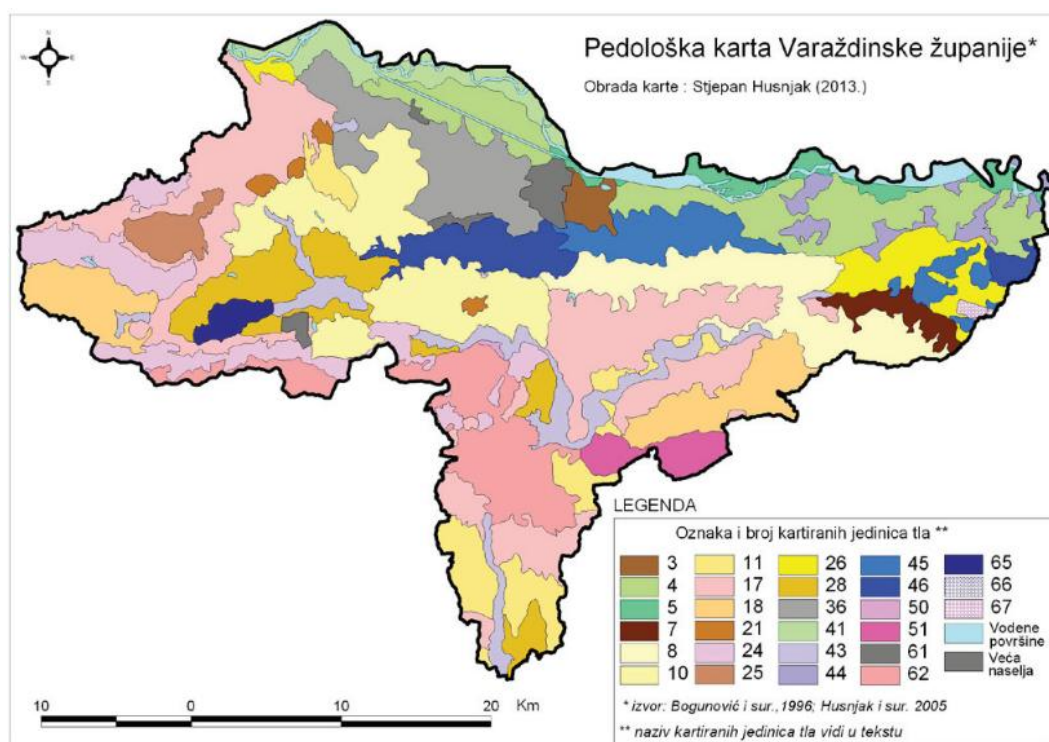 Pedološka karta Varaždinske županije*
Obrada karte : Stjepan Husnjak (2013.)
LEGENDA
Oznaka i broj kartiranih jedinica tla **
3 11 26 45 65
4 17 28 46 66
5 18 36 50 67
7 21 41 51 Vodene površine
8 24 43 61 Veća naselja
10 25 44 62
* izvor: Bogunović i sur.,1996; Husnjak i sur. 2005
** naziv kartiranih jedinica tla vidi u tekstu
10 0 10 20 Km